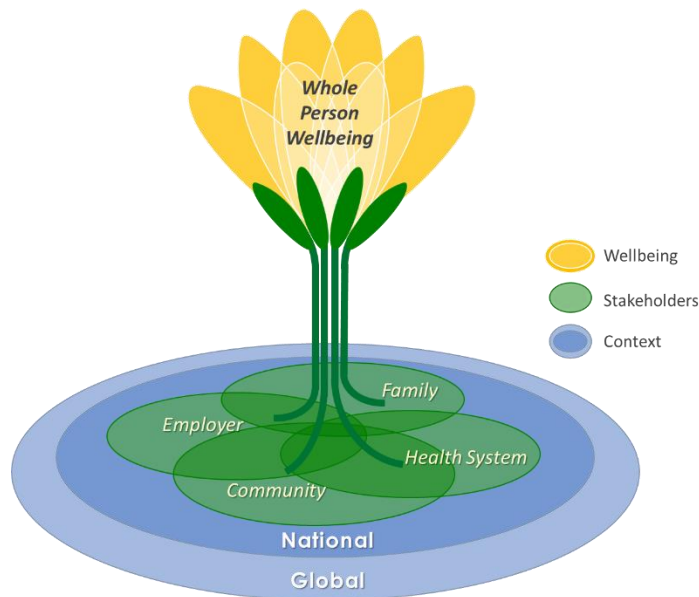 Whole
Person
Wellbeing
Wellbeing
Stakeholders
Context
Family
Employer
Health System
Community
National
Global